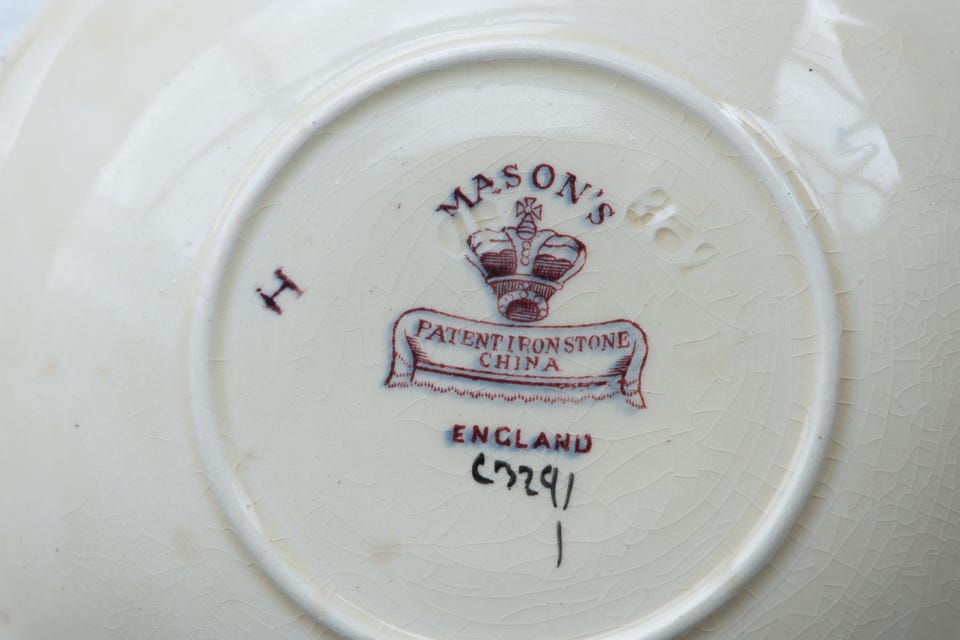 MASON'S
H
PATENT IRONSTONE
CHINA
ENGLAND
C3291
1